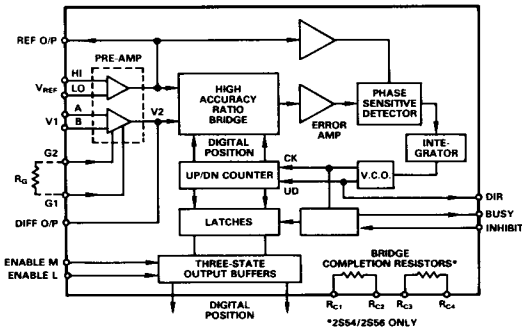 REF O/P
PRE-AMP
HI
V_REF
LO
A
V1
B
V2
G2
R_G
G1
DIFF O/P
ENABLE M
ENABLE L
HIGH
ACCURACY
RATIO
BRIDGE
DIGITAL
POSITION
UP/DN COUNTER
LATCHES
THREE-STATE
OUTPUT BUFFERS
DIGITAL
POSITION
ERROR
AMP
PHASE
SENSITIVE
DETECTOR
INTE-
GRATOR
V.C.O.
CK
UD
DIR
BUSY
INHIBIT
BRIDGE
COMPLETION RESISTORS*
R_C1 R_C2 R_C3 R_C4
*2S54/2S56 ONLY